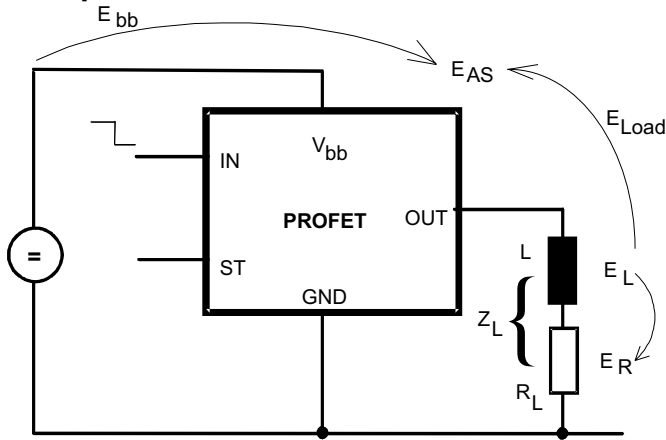 E bb
E AS
E Load
IN
V bb
PROFET
OUT
=
ST
L
E L
GND
Z L
{
E R
R L